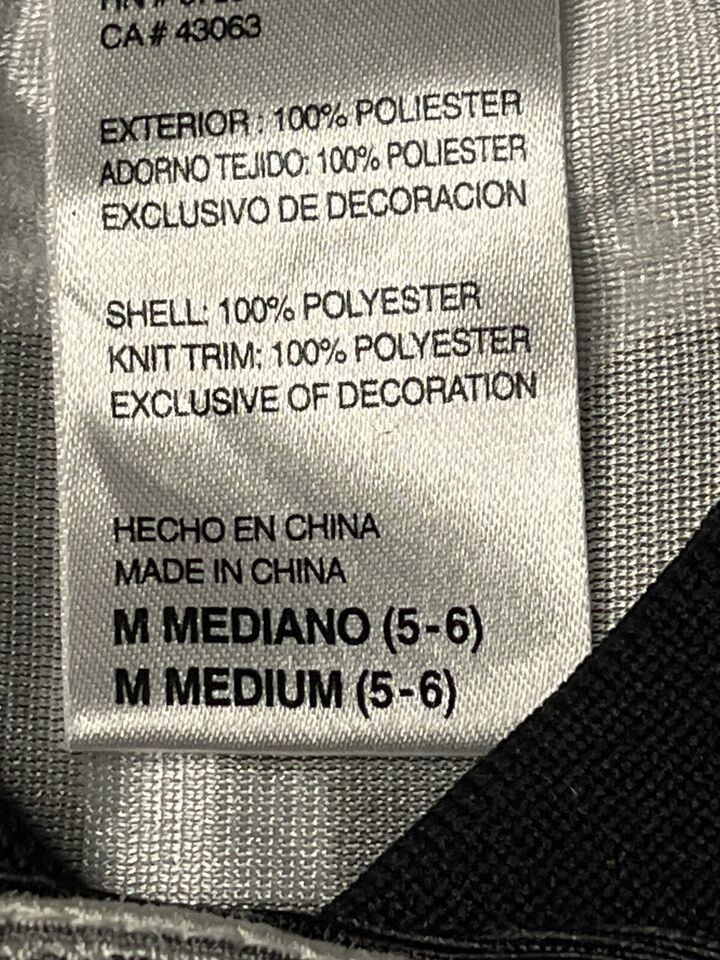 CA # 43063
EXTERIOR : 100% POLIESTER
ADORNO TEJIDO: 100% POLIESTER
EXCLUSIVO DE DECORACION
SHELL: 100% POLYESTER
KNIT TRIM: 100% POLYESTER
EXCLUSIVE OF DECORATION
HECHO EN CHINA
MADE IN CHINA
M MEDIANO (5-6)
M MEDIUM (5-6)